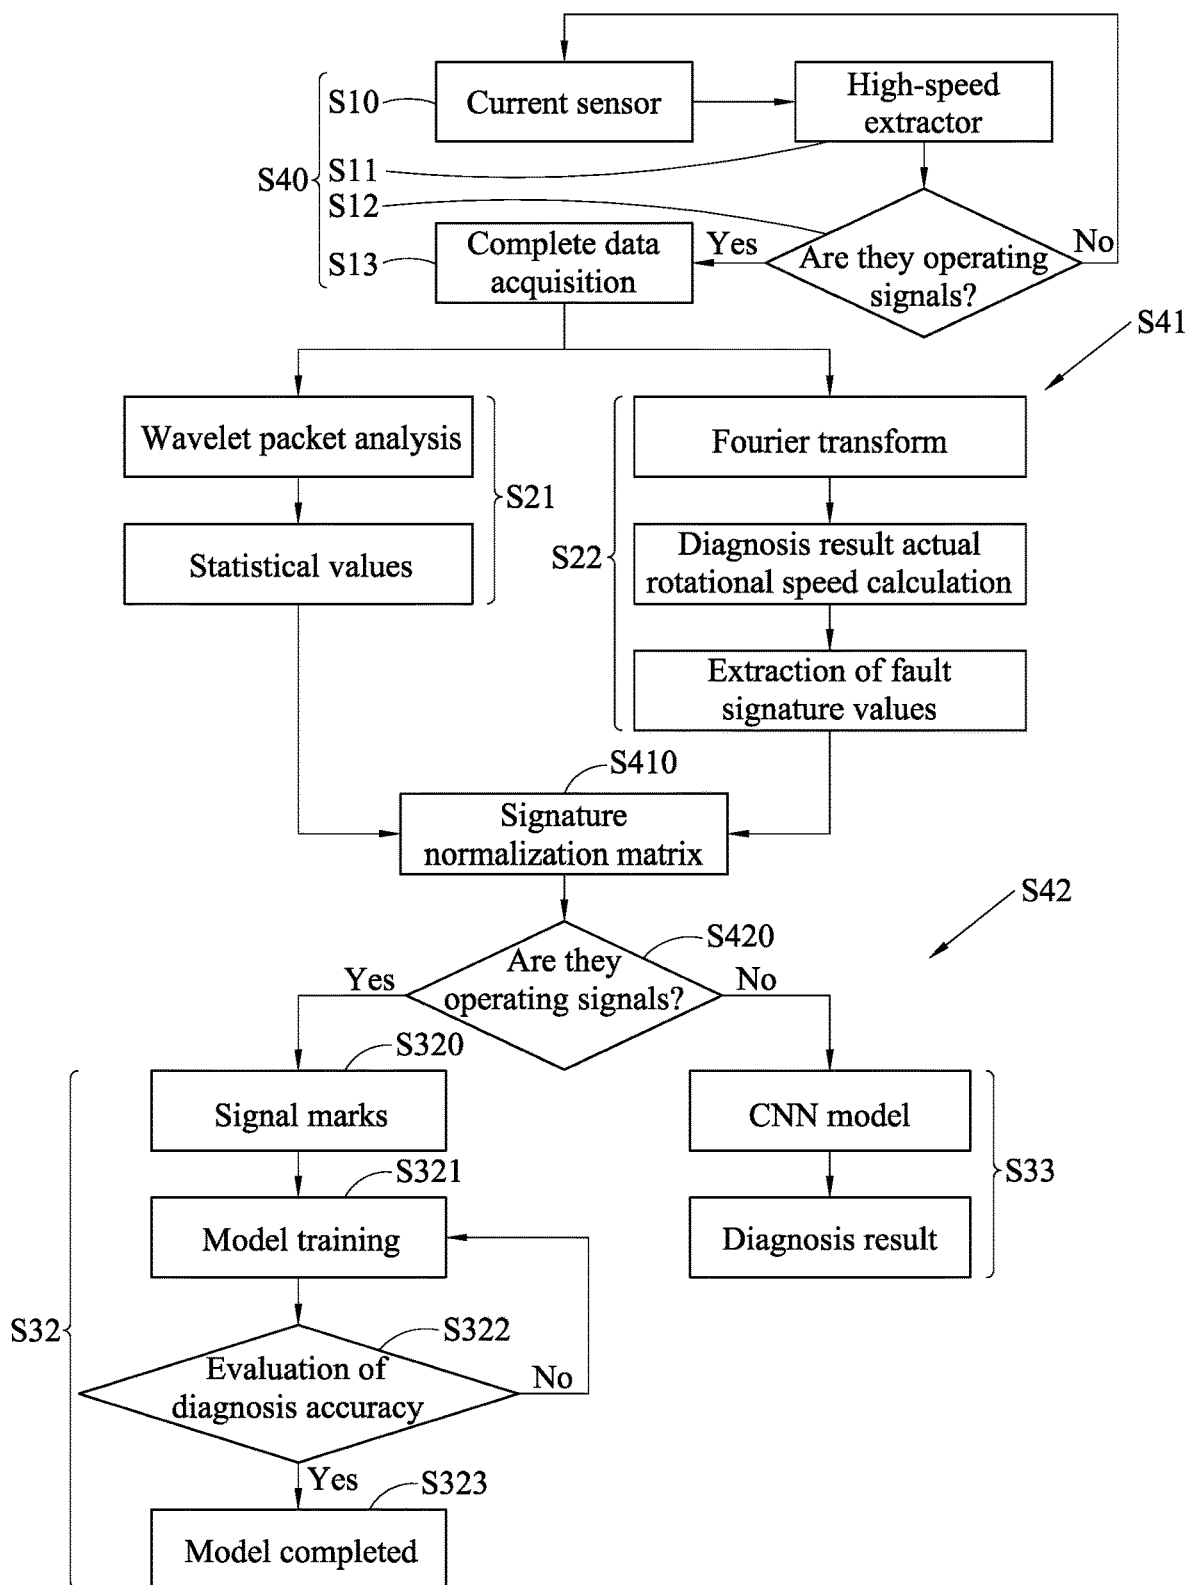 S10
Current sensor
High-speed
extractor
S40
S11
S12
S13
Complete data
acquisition
Yes
Are they operating
signals?
No
S41
Wavelet packet analysis
Statistical values
S21
S22
Fourier transform
Diagnosis result actual
rotational speed calculation
Extraction of fault
signature values
S410
Signature
normalization matrix
S42
S420
Are they
operating signals?
Yes
No
S320
Signal marks
CNN model
S321
S33
Model training
Diagnosis result
S32
S322
Evaluation of
diagnosis accuracy
No
Yes
S323
Model completed